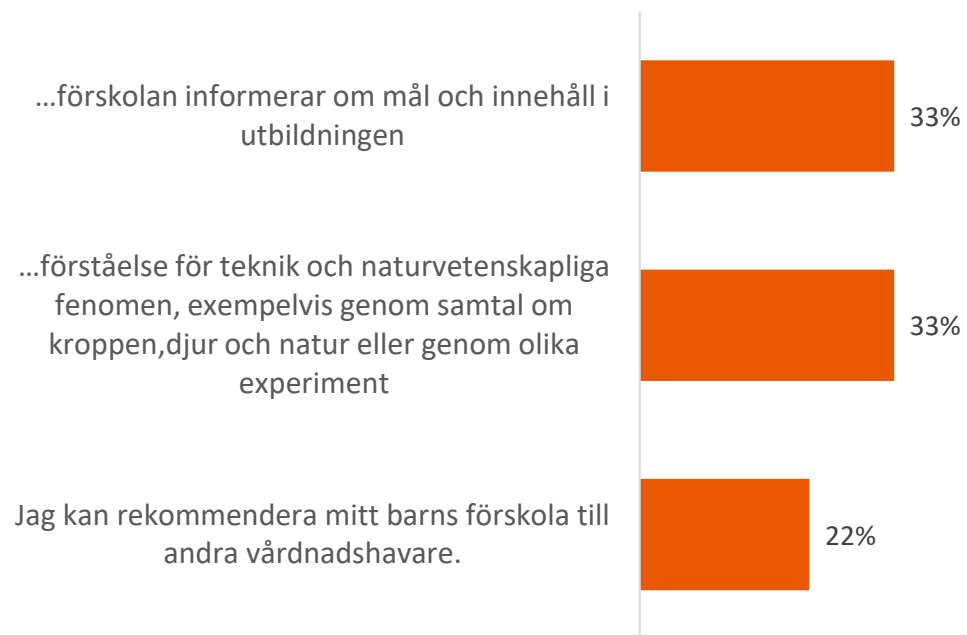 ...förskolan informerar om mål och innehåll i
utbildningen
33%
...förståelse för teknik och naturvetenskapliga
fenomen, exempelvis genom samtal om
kroppen,djur och natur eller genom olika
experiment
33%
Jag kan rekommendera mitt barns förskola till
andra vårdnadshavare.
22%